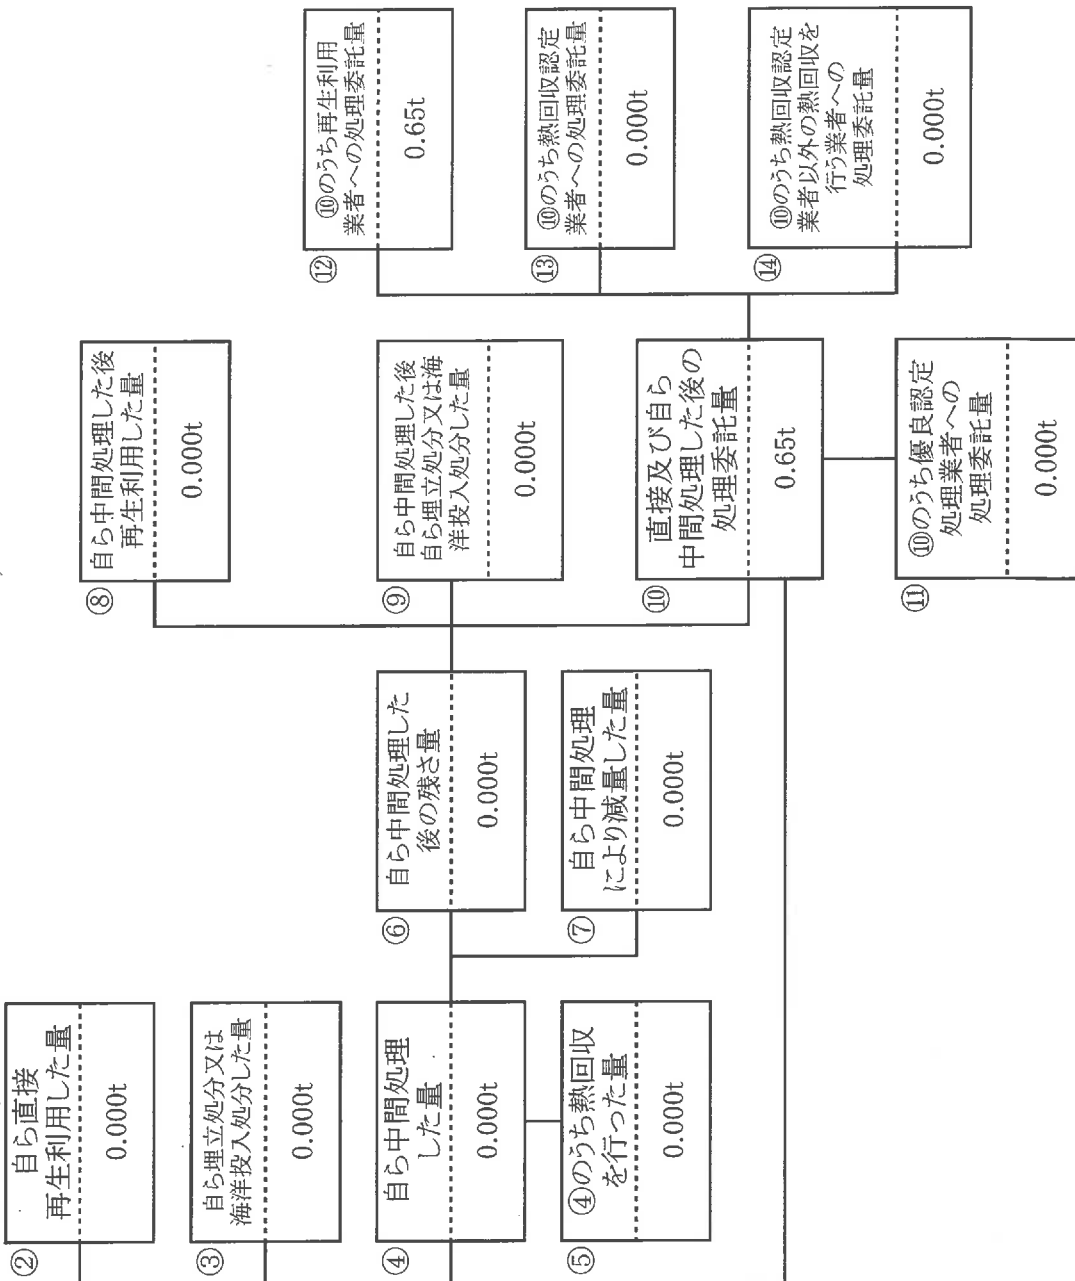 ②
自ら直接
再生利用した量
0.000t
③
自ら埋立処分又は
海洋投入処分した量
0.000t
④
自ら中間処理
した量
0.000t
⑤
④のうち熱回収
を行った量
0.000t
⑥
自ら中間処理した
後の残さ量
0.000t
⑦
自ら中間処理
により減量した量
0.000t
⑧
自ら中間処理した後
再生利用した量
0.000t
⑨
自ら中間処理した後
自ら埋立処分又は海
洋投入処分した量
0.000t
⑩
直接及び自ら
中間処理した後の
処理委託量
0.65t
⑪
⑩のうち優良認定
処理業者への
処理委託量
0.000t
⑫
⑩のうち再生利用
業者への処理委託量
0.65t
⑬
⑩のうち熱回収認定
業者への処理委託量
0.000t
⑭
⑩のうち熱回収認定
業者以外の熱回収を
行う業者への
処理委託量
0.000t